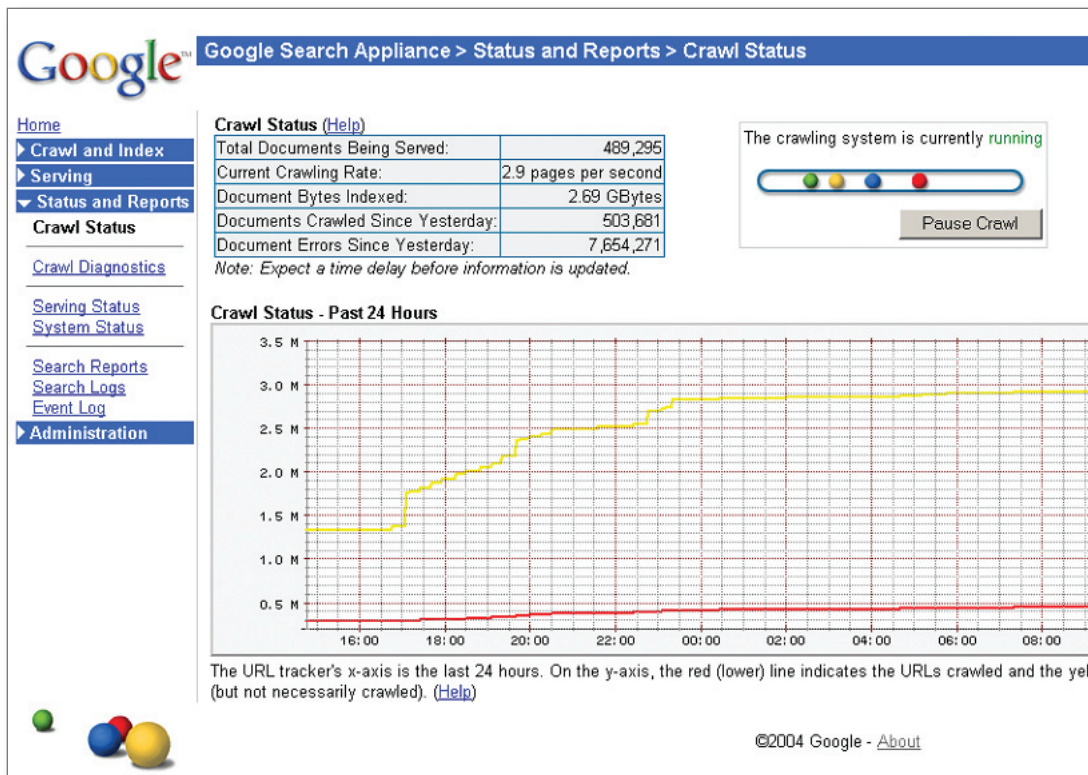 Google™
Google Search Appliance > Status and Reports > Crawl Status
Home
Crawl and Index
Serving
Status and Reports
Crawl Status
Crawl Diagnostics
Serving Status
System Status
Search Reports
Search Logs
Event Log
Administration
Crawl Status (Help)
Total Documents Being Served: 489,295
Current Crawling Rate: 2.9 pages per second
Document Bytes Indexed: 2.69 GBytes
Documents Crawled Since Yesterday: 503,681
Document Errors Since Yesterday: 7,654,271
Note: Expect a time delay before information is updated.
The crawling system is currently running
Pause Crawl
Crawl Status - Past 24 Hours
3.5 M
3.0 M
2.5 M
2.0 M
1.5 M
1.0 M
0.5 M
16:00 18:00 20:00 22:00 00:00 02:00 04:00 06:00 08:00
The URL tracker's x-axis is the last 24 hours. On the y-axis, the red (lower) line indicates the URLs crawled and the yel
(but not necessarily crawled). (Help)
©2004 Google - About